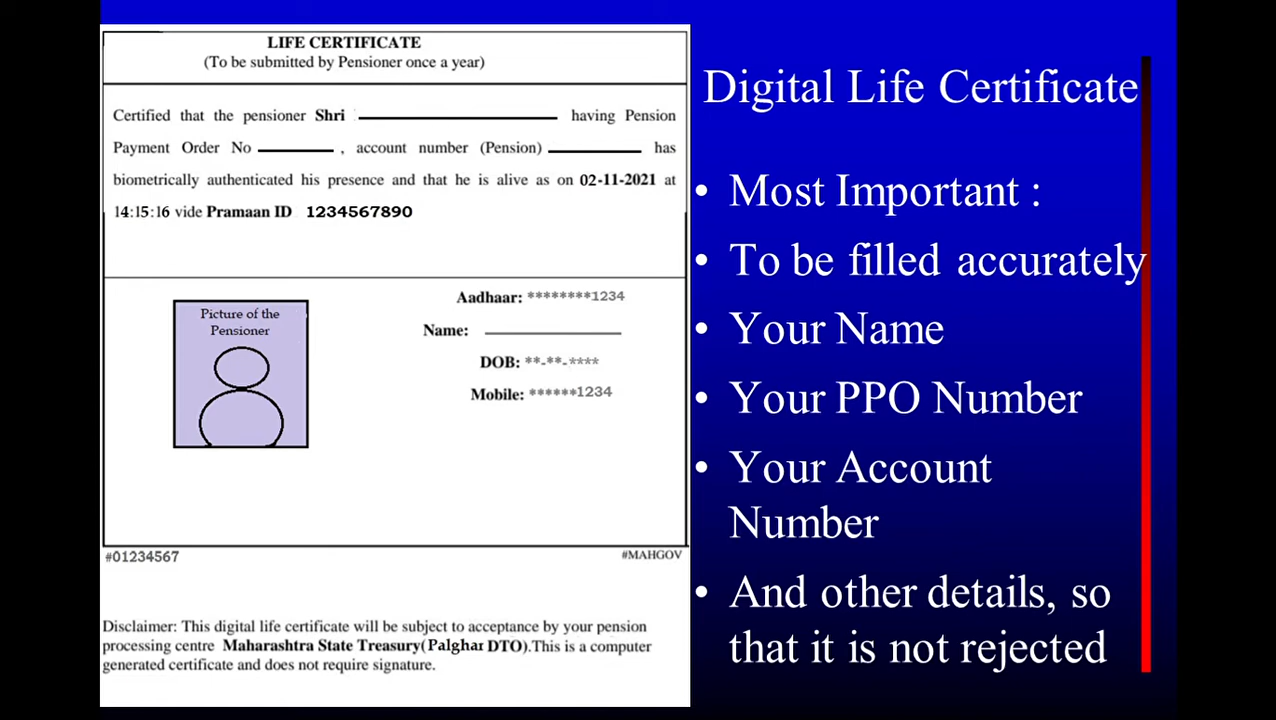 LIFE CERTIFICATE
(To be submitted by Pensioner once a year)
Certified that the pensioner Shri ____________ having Pension
Payment Order No ________ , account number (Pension) ________ has
biometrically authenticated his presence and that he is alive as on 02-11-2021 at
14:15:16 vide Pramaan ID 1234567890
Picture of the
Pensioner
Aadhaar: ********1234
Name: ____________
DOB: **-**-****
Mobile: ******1234
#01234567
#MAHGOV
Disclaimer: This digital life certificate will be subject to acceptance by your pension
processing centre Maharashtra State Treasury(Palghar DTO).This is a computer
generated certificate and does not require signature.
Digital Life Certificate
• Most Important :
• To be filled accurately
• Your Name
• Your PPO Number
• Your Account
Number
• And other details, so
that it is not rejected